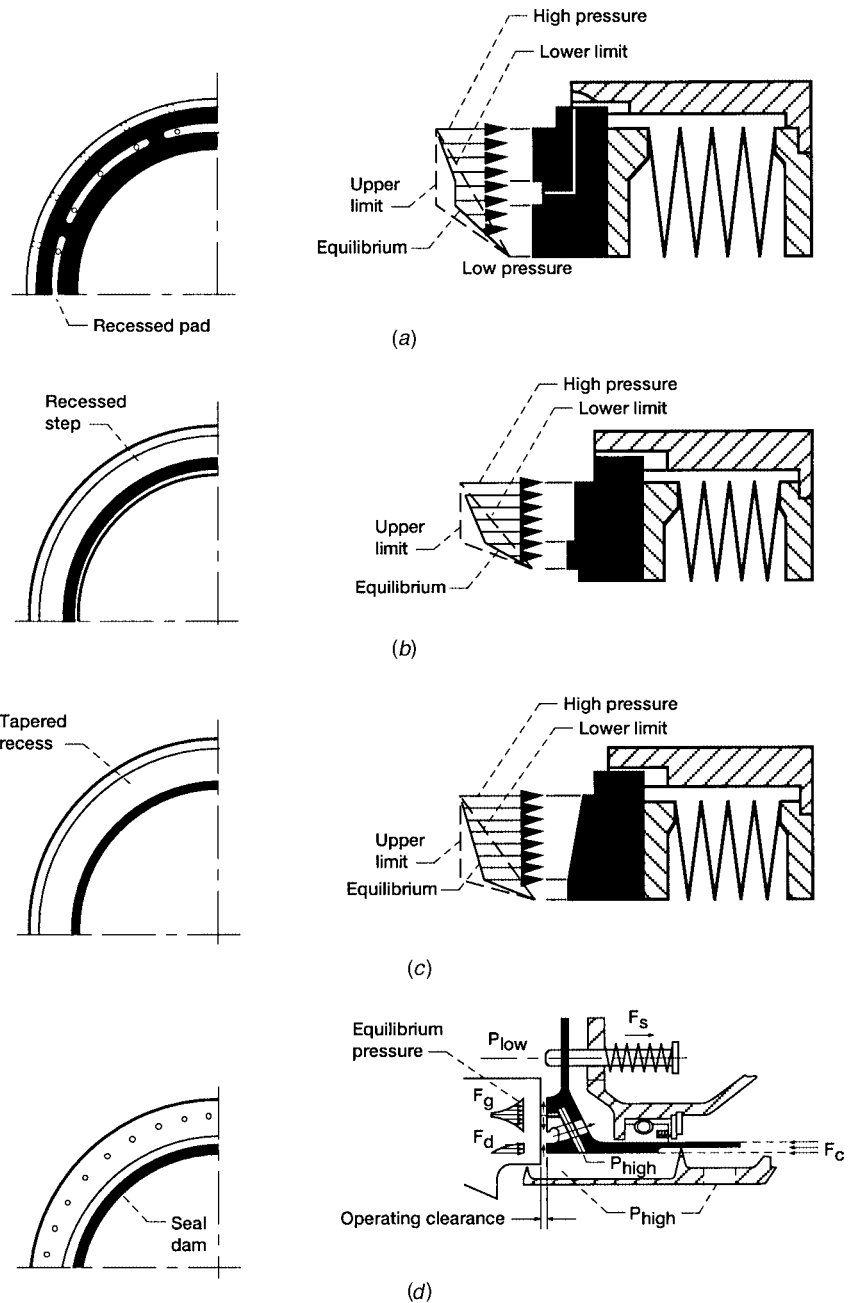 High pressure
Lower limit
Upper
limit
Equilibrium
Low pressure
Recessed pad
(a)
Recessed
step
High pressure
Lower limit
Upper
limit
Equilibrium
(b)
Tapered
recess
High pressure
Lower limit
Upper
limit
Equilibrium
(c)
Equilibrium
pressure
Plow
Fs
Fg
Fd
Phigh
Fc
Seal
dam
Operating clearance
Phigh
(d)